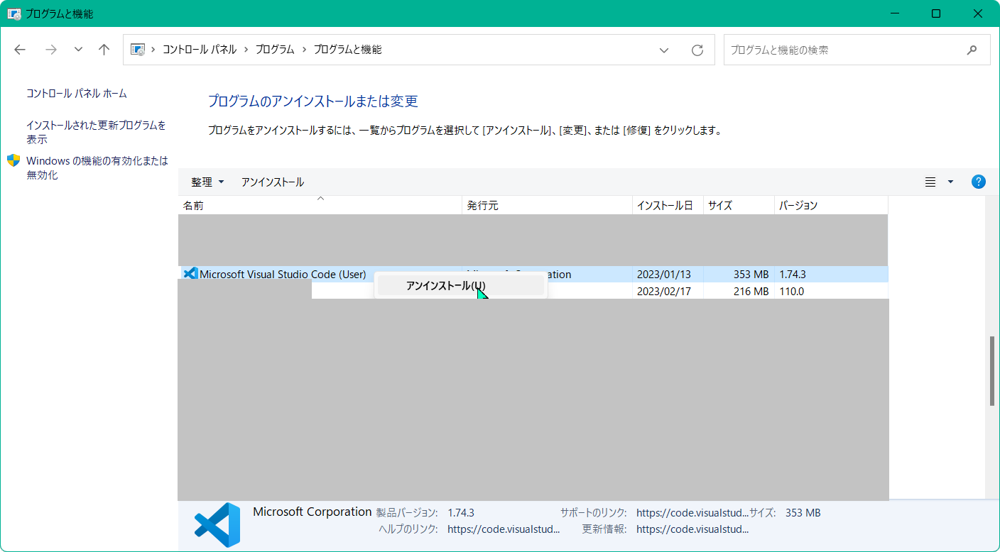 プログラムと機能
コントロール パネル › プログラム › プログラムと機能
プログラムと機能の検索
コントロール パネル ホーム
インストールされた更新プログラムを
表示
Windows の機能の有効化または
無効化
プログラムのアンインストールまたは変更
プログラムをアンインストールするには、一覧からプログラムを選択して [アンインストール]、[変更]、または [修復] をクリックします。
整理 アンインストール
名前 発行元 インストール日 サイズ バージョン
Microsoft Visual Studio Code (User) 2023/01/13 353 MB 1.74.3
アンインストール(U)
2023/02/17 216 MB 110.0
Microsoft Corporation 製品バージョン: 1.74.3 サポートのリンク: https://code.visualstud... サイズ: 353 MB
ヘルプのリンク: https://code.visualstud... 更新情報: https://code.visualstud...